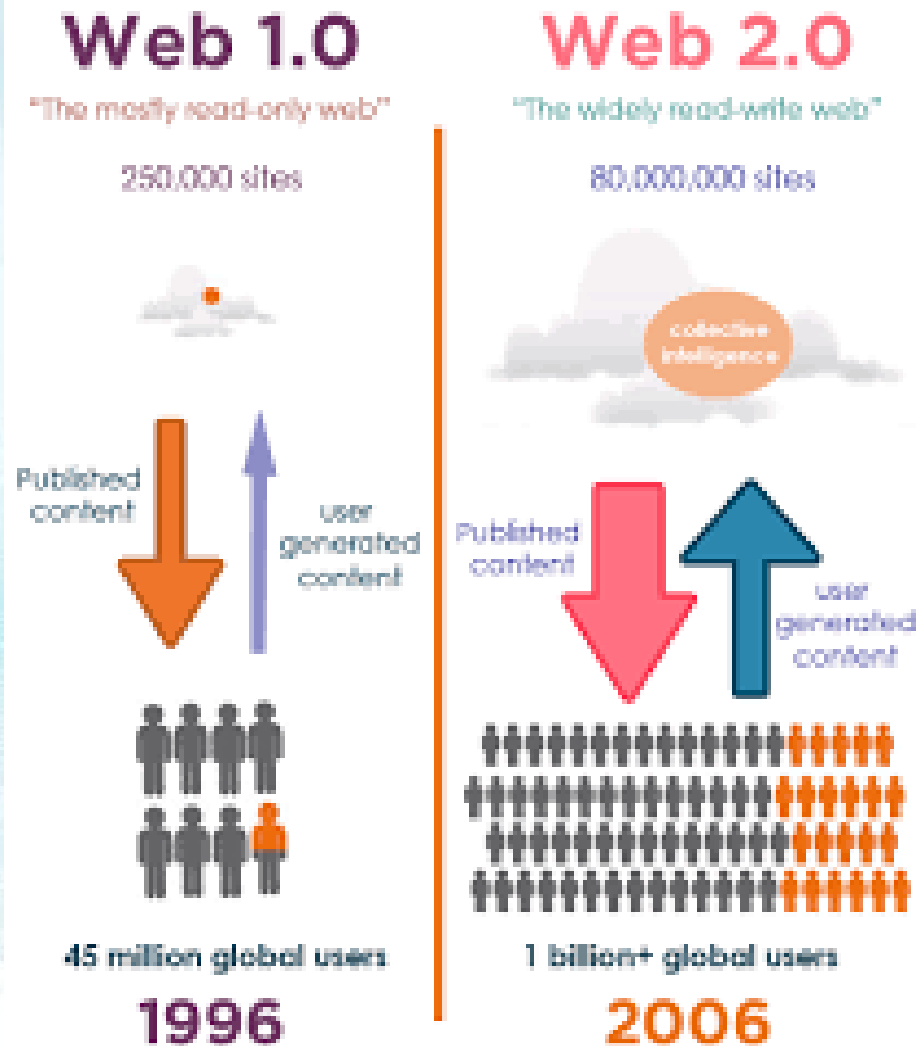 Web 1.0
"The mostly read-only web"
250,000 sites
Published
content
user
generated
content
45 million global users
1996
Web 2.0
"The widely read-write web"
80,000,000 sites
collective
intelligence
Published
content
user
generated
content
1 billion+ global users
2006